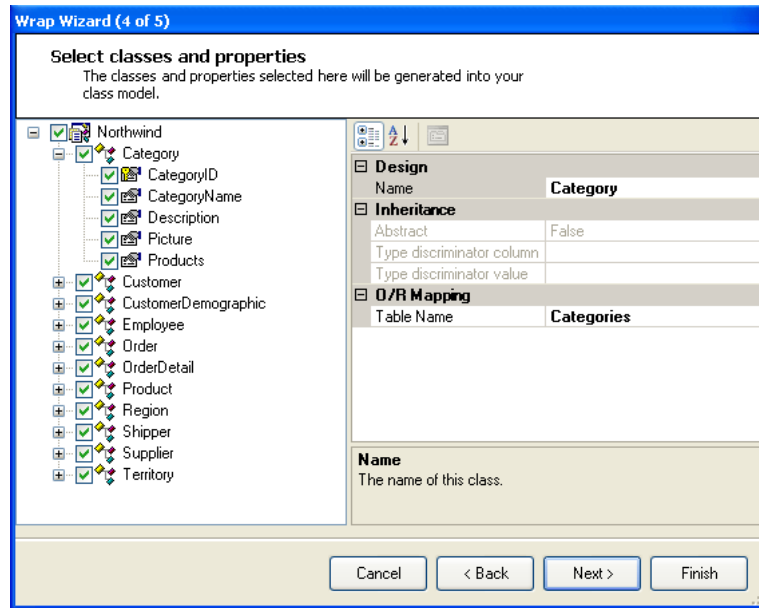 Wrap Wizard (4 of 5)
Select classes and properties
The classes and properties selected here will be generated into your
class model.
Northwind
Category
CategoryID
CategoryName
Description
Picture
Products
Customer
CustomerDemographic
Employee
Order
OrderDetail
Product
Region
Shipper
Supplier
Territory
Design
Name Category
Inheritance
Abstract False
Type discriminator column
Type discriminator value
O/R Mapping
Table Name Categories
Name
The name of this class.
Cancel < Back Next > Finish